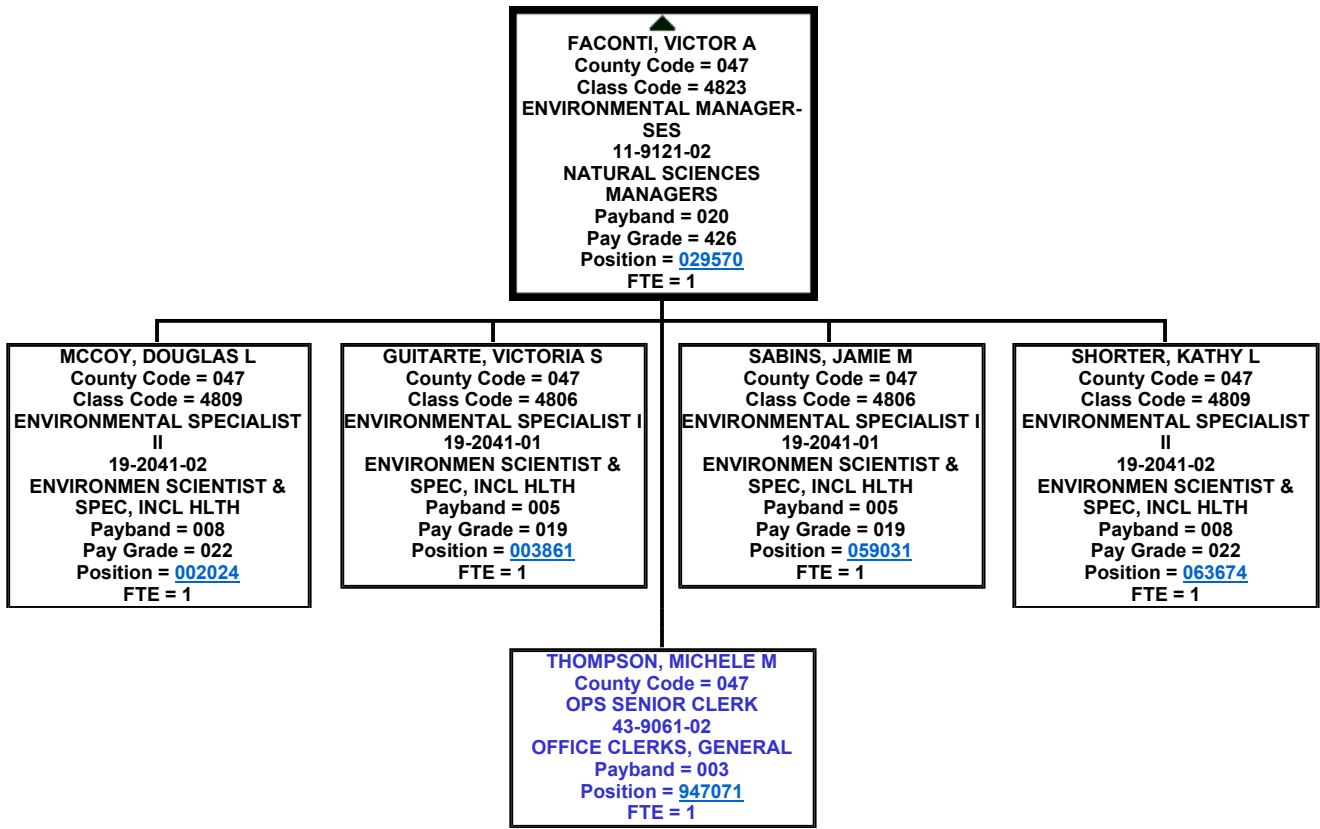 FACONTI, VICTOR A
County Code = 047
Class Code = 4823
ENVIRONMENTAL MANAGER-
SES
11-9121-02
NATURAL SCIENCES
MANAGERS
Payband = 020
Pay Grade = 426
Position = 029570
FTE = 1
MCCOY, DOUGLAS L
County Code = 047
Class Code = 4809
ENVIRONMENTAL SPECIALIST
II
19-2041-02
ENVIRONMEN SCIENTIST &
SPEC, INCL HLTH
Payband = 008
Pay Grade = 022
Position = 002024
FTE = 1
GUITARTE, VICTORIA S
County Code = 047
Class Code = 4806
ENVIRONMENTAL SPECIALIST I
19-2041-01
ENVIRONMEN SCIENTIST &
SPEC, INCL HLTH
Payband = 005
Pay Grade = 019
Position = 003861
FTE = 1
SABINS, JAMIE M
County Code = 047
Class Code = 4806
ENVIRONMENTAL SPECIALIST I
19-2041-01
ENVIRONMEN SCIENTIST &
SPEC, INCL HLTH
Payband = 005
Pay Grade = 019
Position = 059031
FTE = 1
SHORTER, KATHY L
County Code = 047
Class Code = 4809
ENVIRONMENTAL SPECIALIST
II
19-2041-02
ENVIRONMEN SCIENTIST &
SPEC, INCL HLTH
Payband = 008
Pay Grade = 022
Position = 063674
FTE = 1
THOMPSON, MICHELE M
County Code = 047
OPS SENIOR CLERK
43-9061-02
OFFICE CLERKS, GENERAL
Payband = 003
Position = 947071
FTE = 1